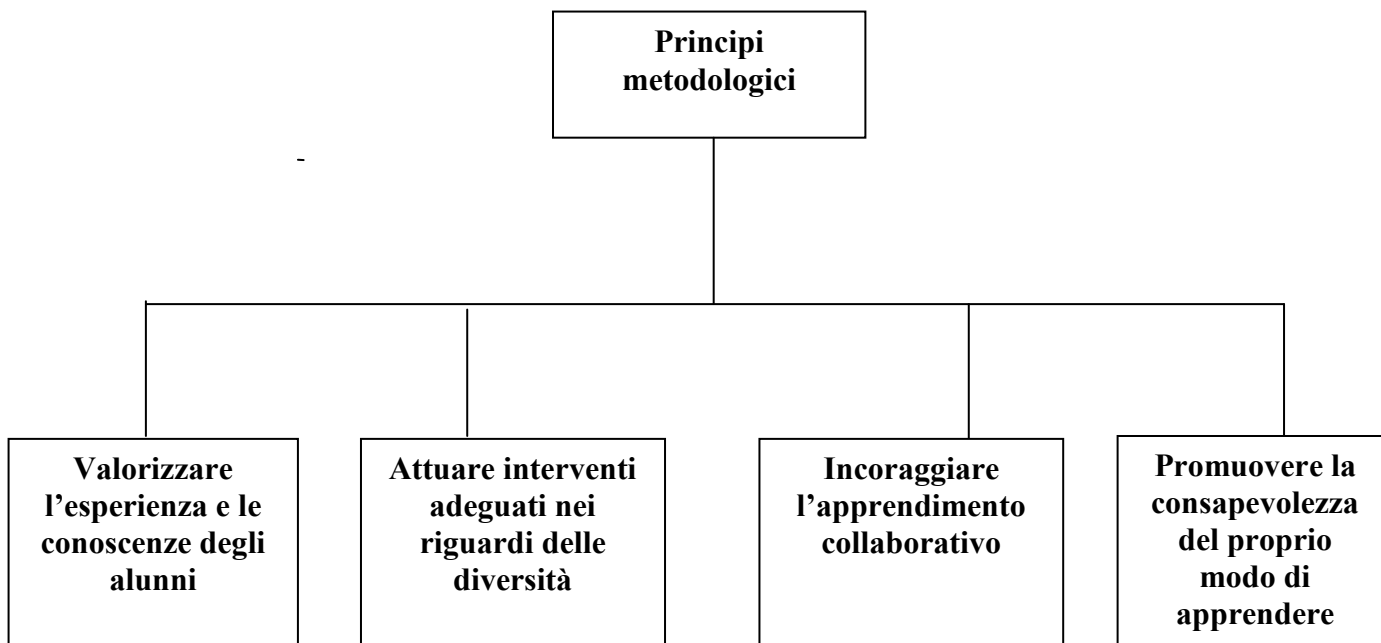 Principi
metodologici
-
Valorizzare
l’esperienza e le
conoscenze degli
alunni
Attuare interventi
adeguati nei
riguardi delle
diversità
Incoraggiare
l’apprendimento
collaborativo
Promuovere la
consapevolezza
del proprio
modo di
apprendere